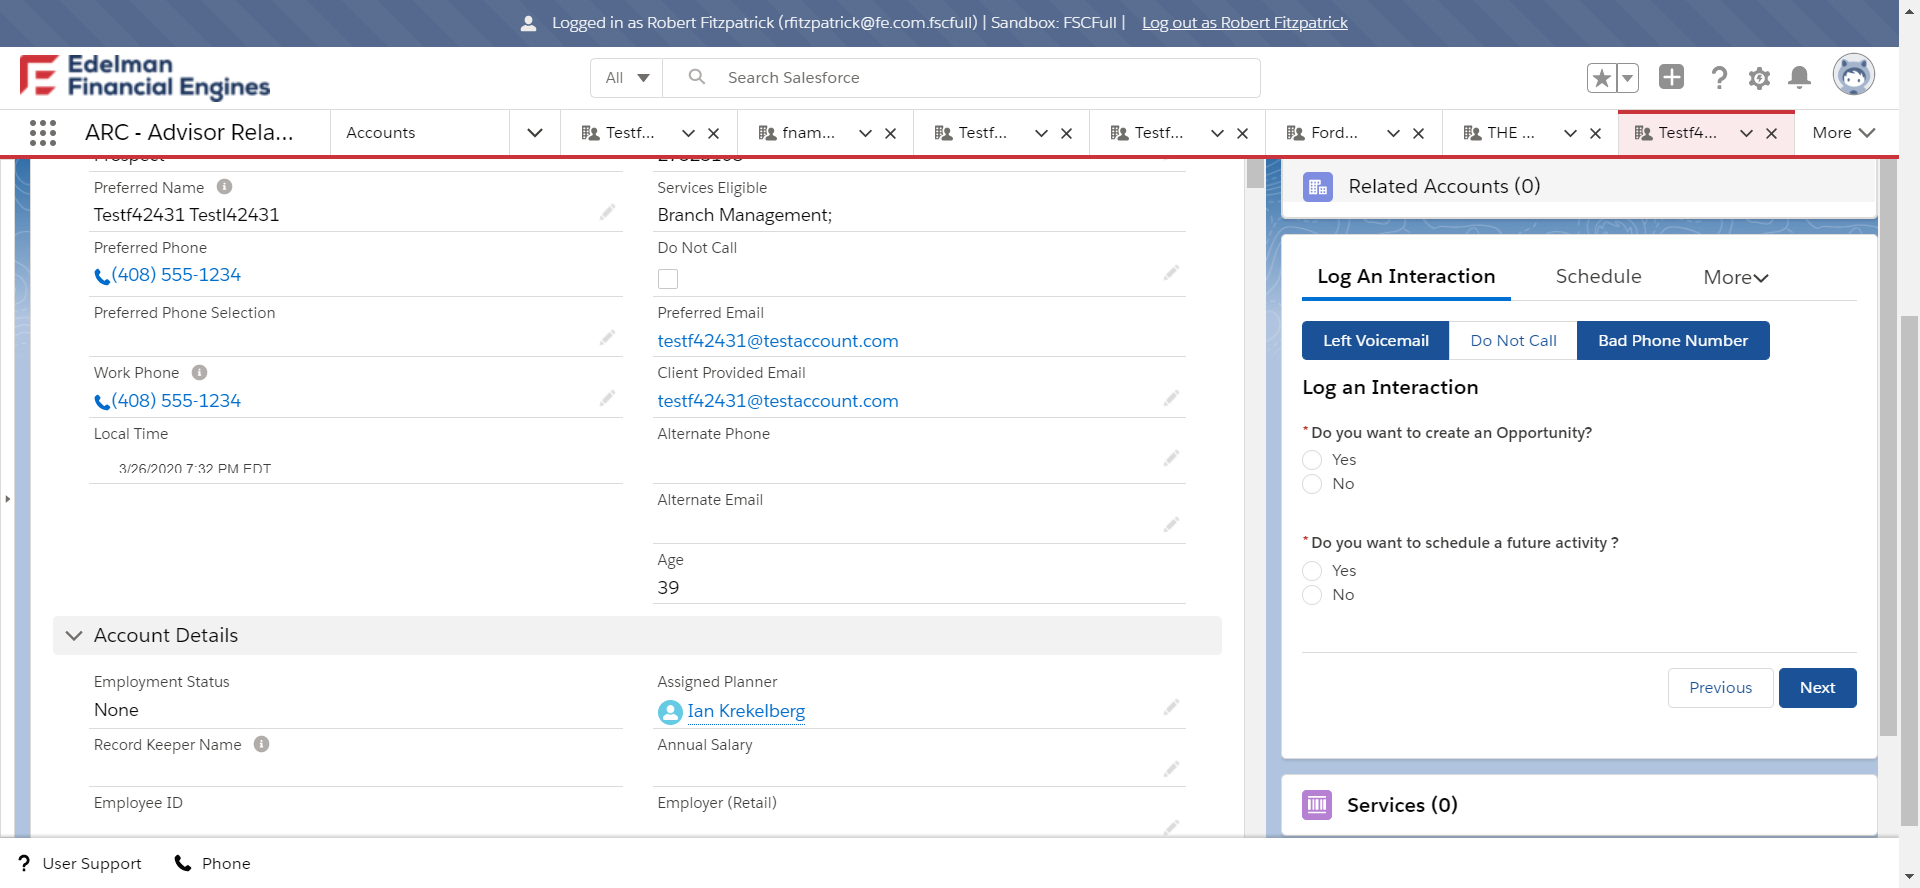 Logged in as Robert Fitzpatrick (rfitzpatrick@fe.com.fscfull) | Sandbox: FSCFull | Log out as Robert Fitzpatrick
Edelman
Financial Engines
All
Search Salesforce
ARC - Advisor Rela...
Accounts
Testf...
fnam...
Testf...
Testf...
Ford...
THE ...
Testf4...
More
Prospect
Preferred Name
Testf42431 Testl42431
Preferred Phone
(408) 555-1234
Preferred Phone Selection
Work Phone
(408) 555-1234
Local Time
3/26/2020 7:32 PM EDT
Services Eligible
Branch Management;
Do Not Call
Preferred Email
testf42431@testaccount.com
Client Provided Email
testf42431@testaccount.com
Alternate Phone
Alternate Email
Age
39
Account Details
Employment Status
None
Record Keeper Name
Employee ID
Assigned Planner
Ian Krekelberg
Annual Salary
Employer (Retail)
Related Accounts (0)
Log An Interaction
Schedule
More
Left Voicemail
Do Not Call
Bad Phone Number
Log an Interaction
*Do you want to create an Opportunity?
Yes
No
*Do you want to schedule a future activity ?
Yes
No
Previous
Next
Services (0)
? User Support
Phone